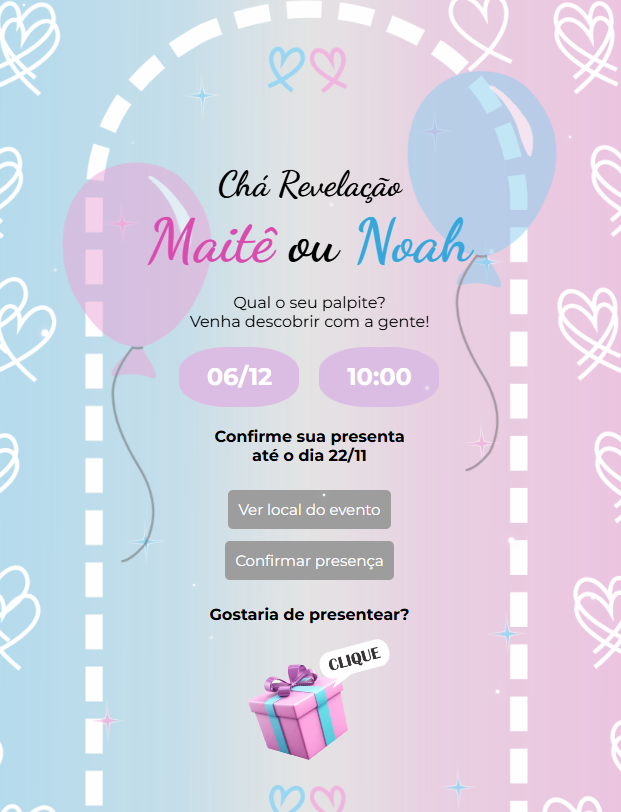 Chá Revelação
Maitê ou Noah
Qual o seu palpite?
Venha descobrir com a gente!
06/12 10:00
Confirme sua presenta
até o dia 22/11
Ver local do evento
Confirmar presença
Gostaria de presentear?
CLIQUE